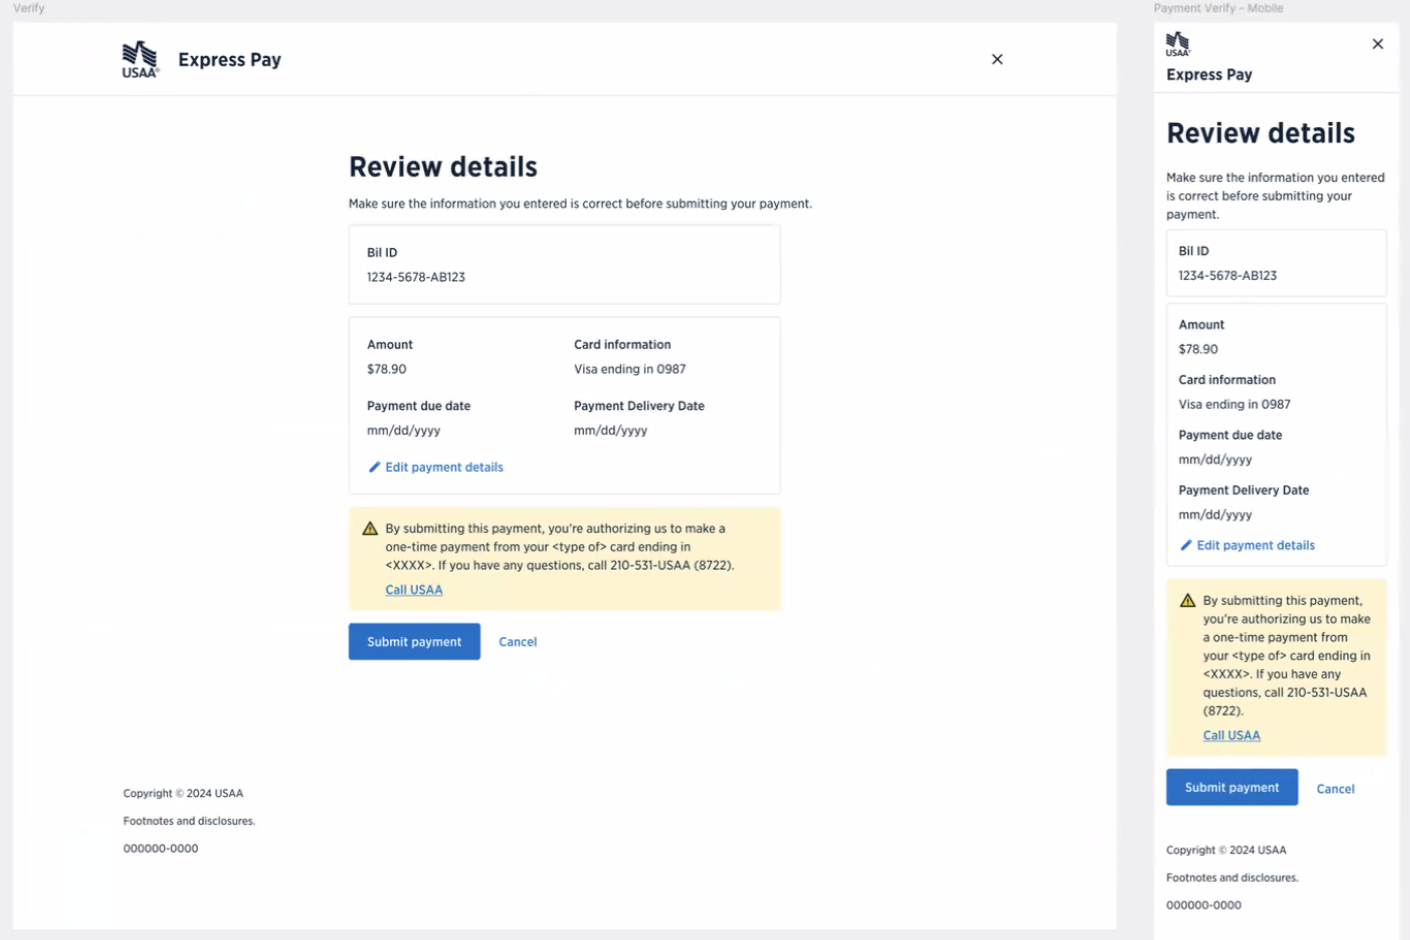 Verify
USAA®
Express Pay
Review details
Make sure the information you entered is correct before submitting your payment.
Bil ID
1234-5678-AB123
Amount
$78.90
Card information
Visa ending in 0987
Payment due date
mm/dd/yyyy
Payment Delivery Date
mm/dd/yyyy
Edit payment details
By submitting this payment, you're authorizing us to make a
one-time payment from your <type of> card ending in
<XXXX>. If you have any questions, call 210-531-USAA (8722).
Call USAA
Submit payment
Cancel
Copyright © 2024 USAA
Footnotes and disclosures.
000000-0000
Payment Verify - Mobile
USAA®
Express Pay
Review details
Make sure the information you entered
is correct before submitting your
payment.
Bil ID
1234-5678-AB123
Amount
$78.90
Card information
Visa ending in 0987
Payment due date
mm/dd/yyyy
Payment Delivery Date
mm/dd/yyyy
Edit payment details
By submitting this payment,
you're authorizing us to make
a one-time payment from
your <type of> card ending in
<XXXX>. If you have any
questions, call 210-531-USAA
(8722).
Call USAA
Submit payment
Cancel
Copyright © 2024 USAA
Footnotes and disclosures.
000000-0000